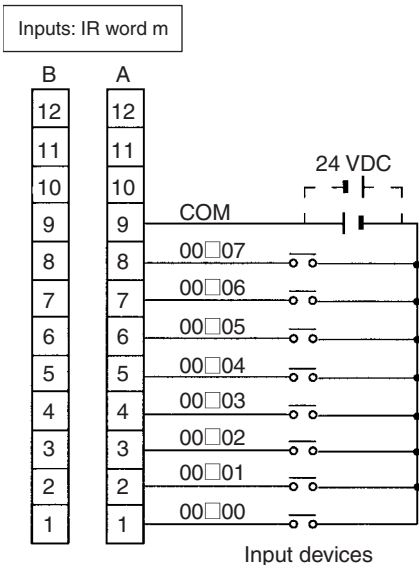 Inputs: IR word m
B A
12 12
11 11
24 VDC
10 10
9 9 COM
8 8 00□07
7 7 00□06
6 6 00□05
5 5 00□04
4 4 00□03
3 3 00□02
2 2 00□01
1 1 00□00
Input devices